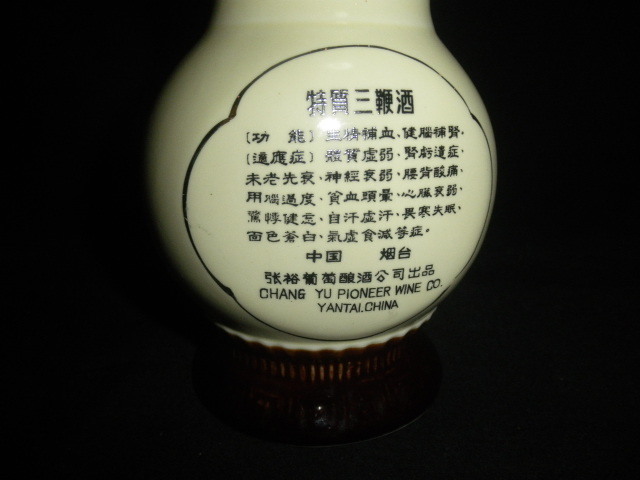 特質三鞭酒
(功 能) 生精補血、健腦補腎,
(適應症) 體質虛弱、腎虧遺症,
未老先衰、神經衰弱、腰背酸痛,
用腦過度、貧血頭暈、心臟衰弱,
驚悸健忘、自汗虛汗、畏寒失眠,
面色蒼白、氣虛食減等症。
中国 烟台
张裕葡萄酿酒公司出品
CHANG YU PIONEER WINE CO.
YANTAI.CHINA